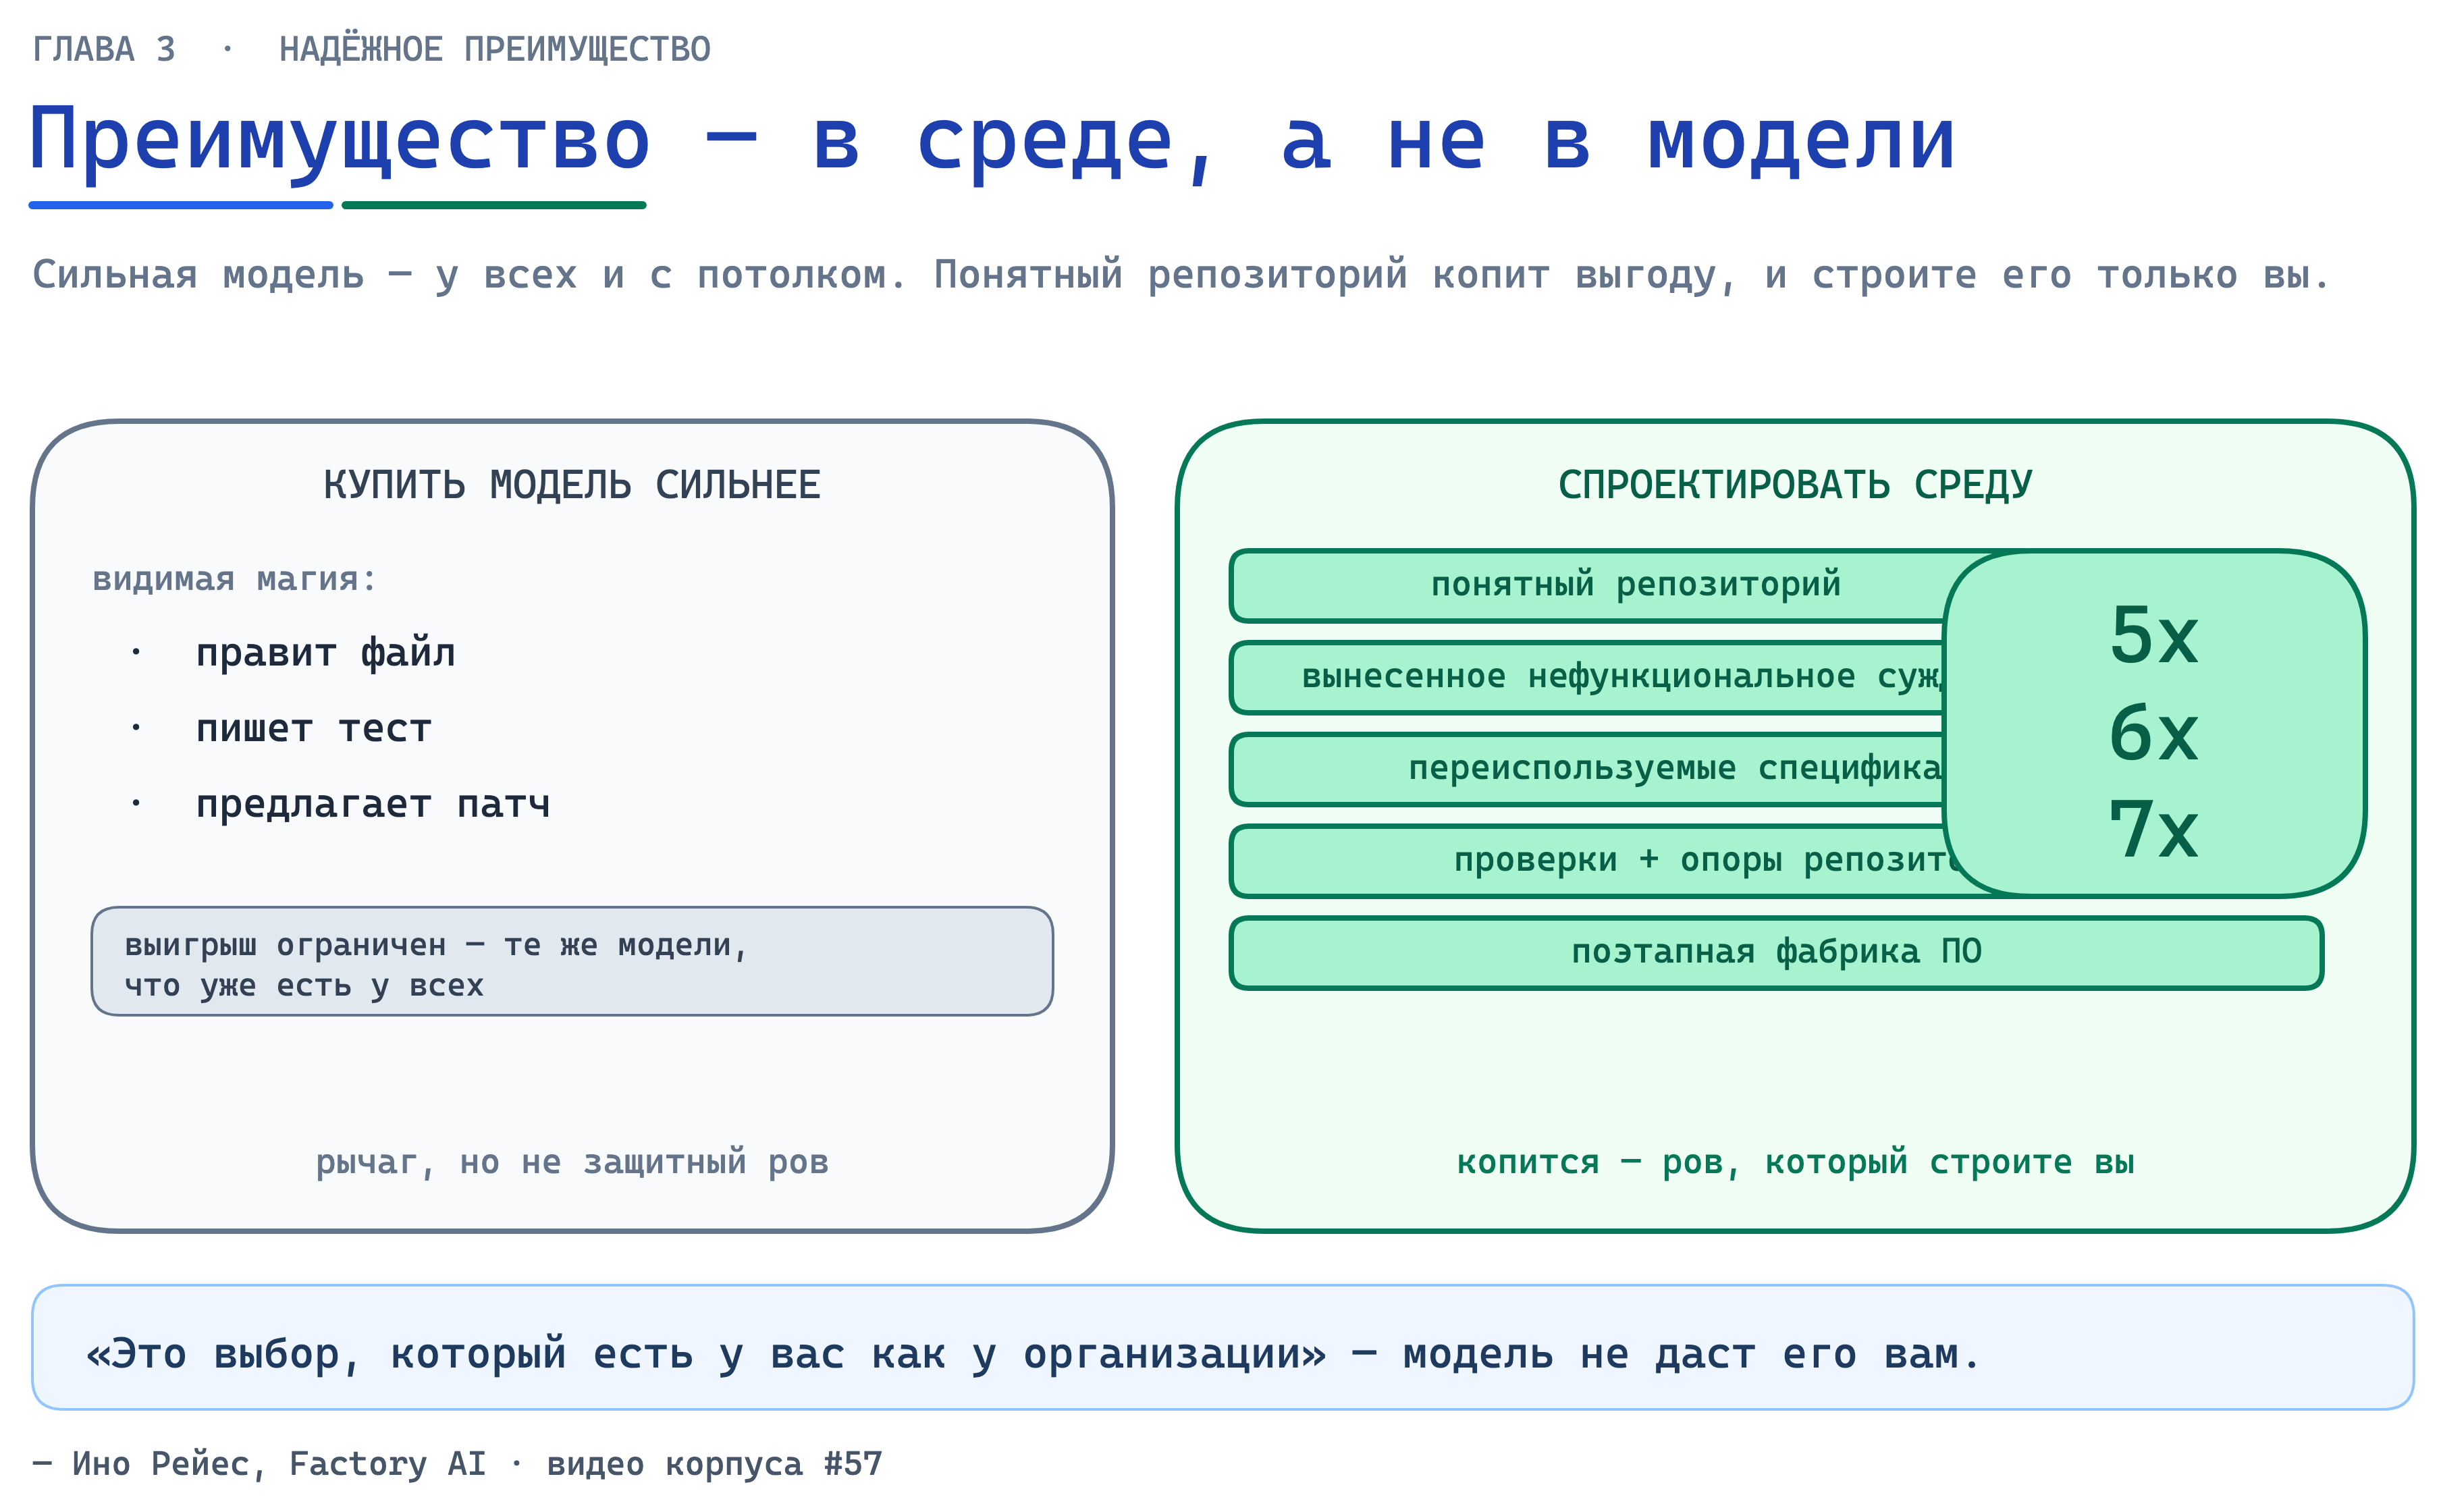 ГЛАВА 3 · НАДЁЖНОЕ ПРЕИМУЩЕСТВО
Преимущество — в среде, а не в модели
Сильная модель — у всех и с потолком. Понятный репозиторий копит выгоду, и строите его только вы.
КУПИТЬ МОДЕЛЬ СИЛЬНЕЕ
видимая магия:
· правит файл
· пишет тест
· предлагает патч
выигрыш ограничен — те же модели,
что уже есть у всех
рычаг, но не защитный ров
СПРОЕКТИРОВАТЬ СРЕДУ
понятный репозиторий
вынесенное нефункциональное
переиспользуемые
проверки + опоры
поэтапная фабрика ПО
5x
6x
7x
копится — ров, который строите вы
«Это выбор, который есть у вас как у организации» — модель не даст его вам.
— Ино Рейес, Factory AI · видео корпуса #57